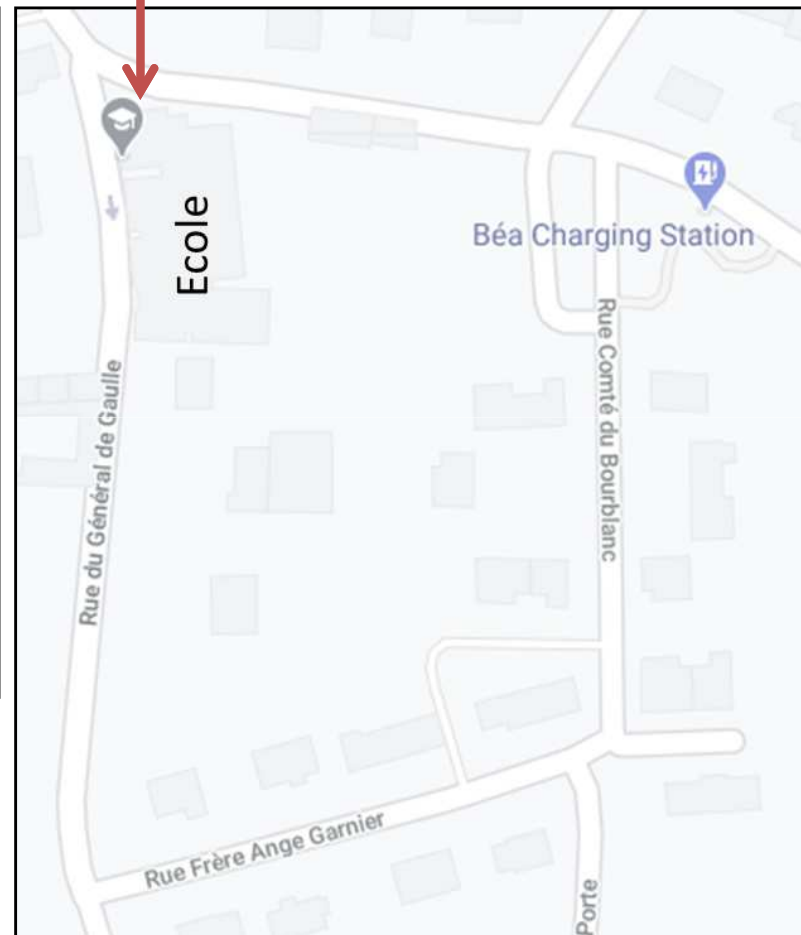 Ecole
Béa Charging Station
Rue Comté du Bourblanc
Rue du Général de Gaulle
Rue Frère Ange Garnier
Porte